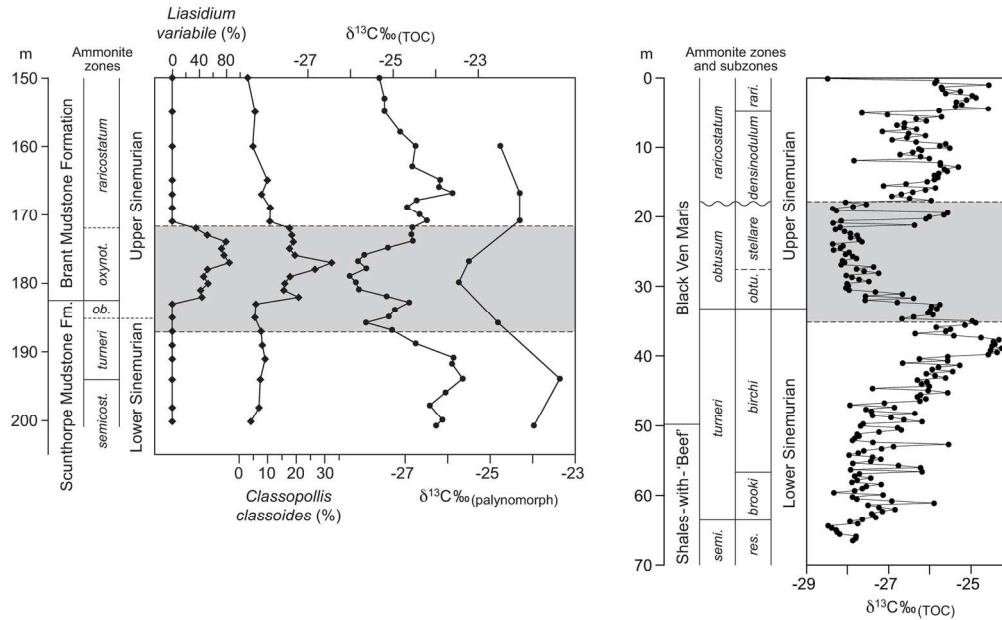 Liasidium
variabile (%)
δ¹³C‰(TOC)
m
Ammonite
zones
0 40 80
-27 -25 -23
150
160
170
180
190
200
Scunthorpe Mudstone Fm.
Brant Mudstone Formation
semicost.
turneri
ob.
oxynot.
raricostatum
Lower Sinemurian
Upper Sinemurian
0 10 20 30
-27 -25 -23
Classopollis
classoides (%)
δ¹³C‰(palynomorph)
Ammonite zones
and subzones
m
0
10
20
30
40
50
60
70
Shales-with-'Beef'
Black Ven Marls
semi.
turneri
obtusum
raricostatum
res.
brooki
birchi
obtu.
stellare
densinodulum
rari.
Lower Sinemurian
Upper Sinemurian
-29 -27 -25
δ¹³C‰(TOC)